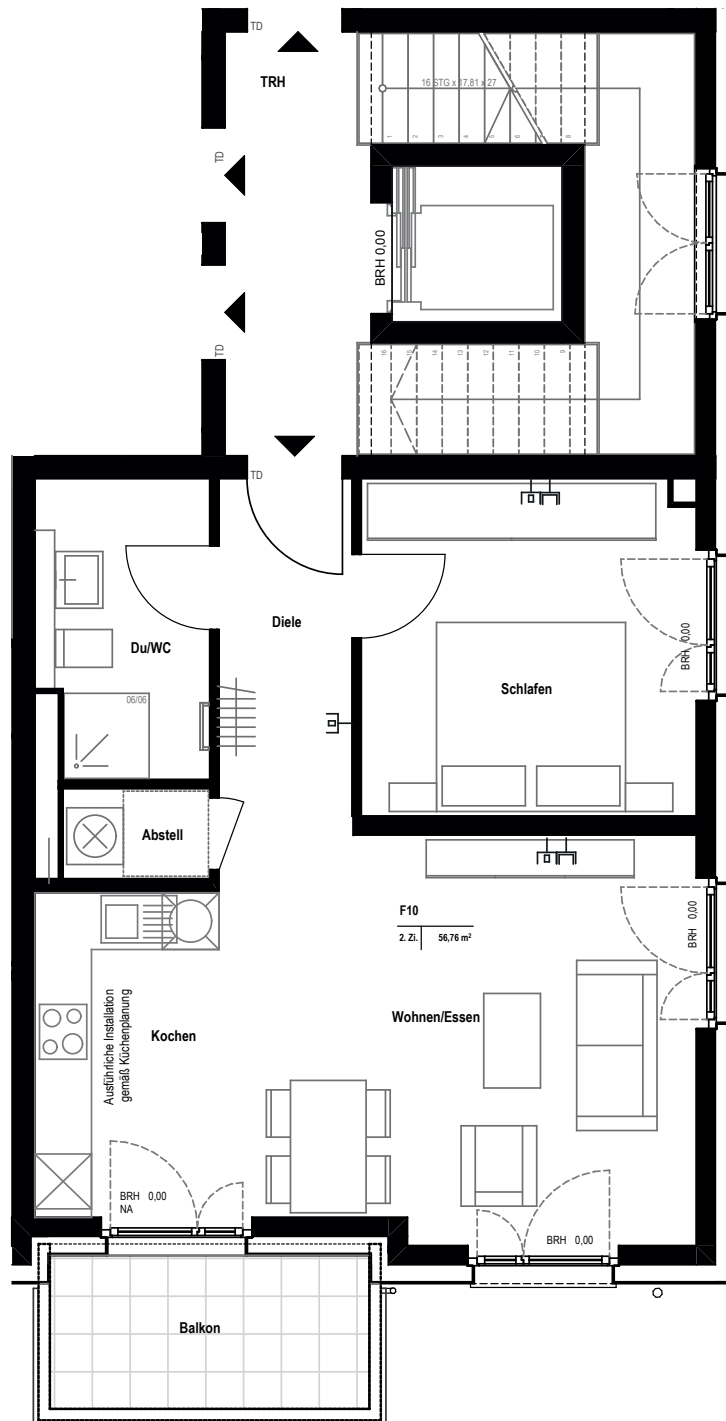 TD
TRH
16 STG x 17,81 x 27
1 2 3 4 5 6 7 8
TD
BRH 0,00
TD
16 15 14 13 12 11 10 9
TD
Diele
Du/WC
BRH 0,00
Schlafen
06/06
Abstell
F10
2. Zi. 56,76 m²
BRH 0,00
Ausführliche Installation
gemäß Küchenplanung
Kochen
Wohnen/Essen
BRH 0,00
NA
BRH 0,00
Balkon